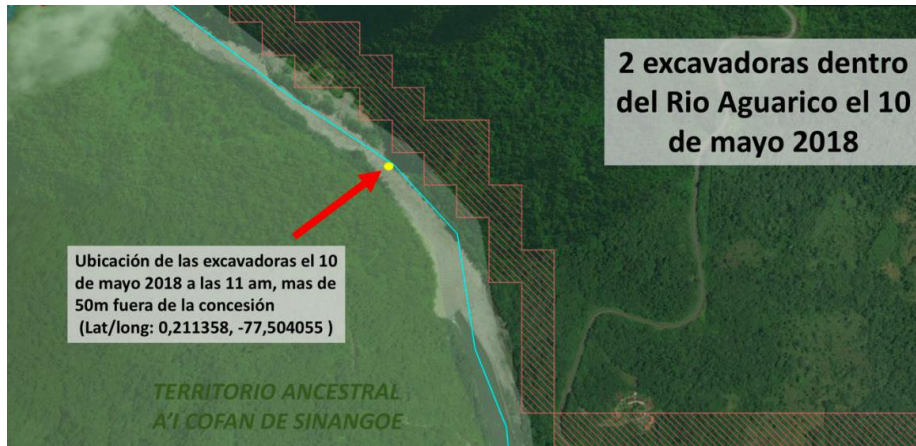 2 excavadoras dentro
del Rio Aguarico el 10
de mayo 2018
Ubicación de las excavadoras el 10
de mayo 2018 a las 11 am, mas de
50m fuera de la concesión
(Lat/long: 0,211358, -77,504055 )
TERRITORIO ANCESTRAL
A'I COFAN DE SINANGOE